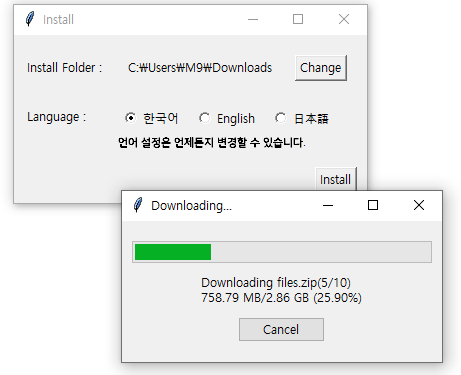 Install
Install Folder :
C:₩Users₩M9₩Downloads
Change
Language :
한국어
English
日本語
언어 설정은 언제든지 변경할 수 있습니다.
Install
Downloading...
Downloading files.zip(5/10)
758.79 MB/2.86 GB (25.90%)
Cancel